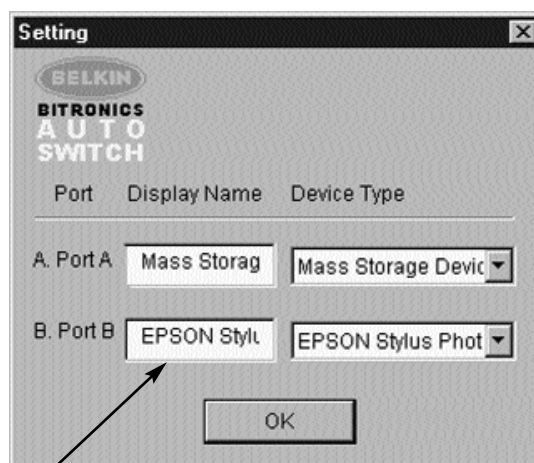 Setting
BELKIN
BITRONICS
AUTO
SWITCH
Port Display Name Device Type
A. Port A Mass Storag Mass Storage Devic
B. Port B EPSON Styl EPSON Stylus Phot
OK